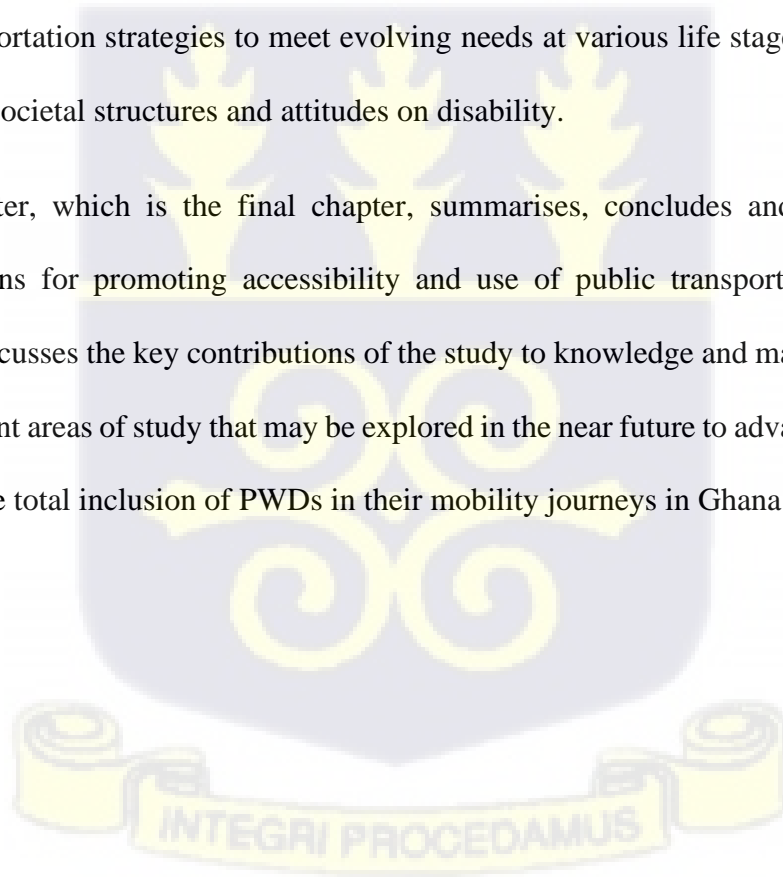 ortation strategies to meet evolving needs at various life stage
ocietal structures and attitudes on disability.
ter, which is the final chapter, summarises, concludes and
ns for promoting accessibility and use of public transport
cusses the key contributions of the study to knowledge and ma
nt areas of study that may be explored in the near future to adva
e total inclusion of PWDs in their mobility journeys in Ghana
INTEGRI PROCEDAMUS